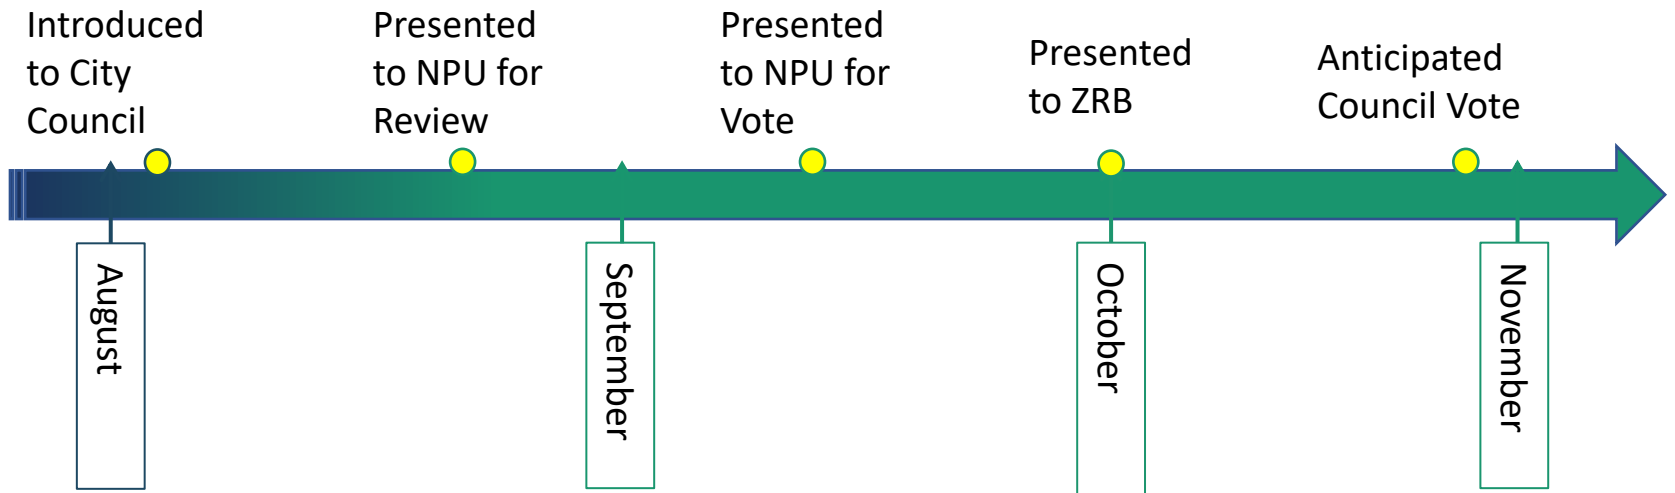 Introduced
to City
Council
Presented
to NPU for
Review
Presented
to NPU for
Vote
Presented
to ZRB
Anticipated
Council Vote
August
September
October
November